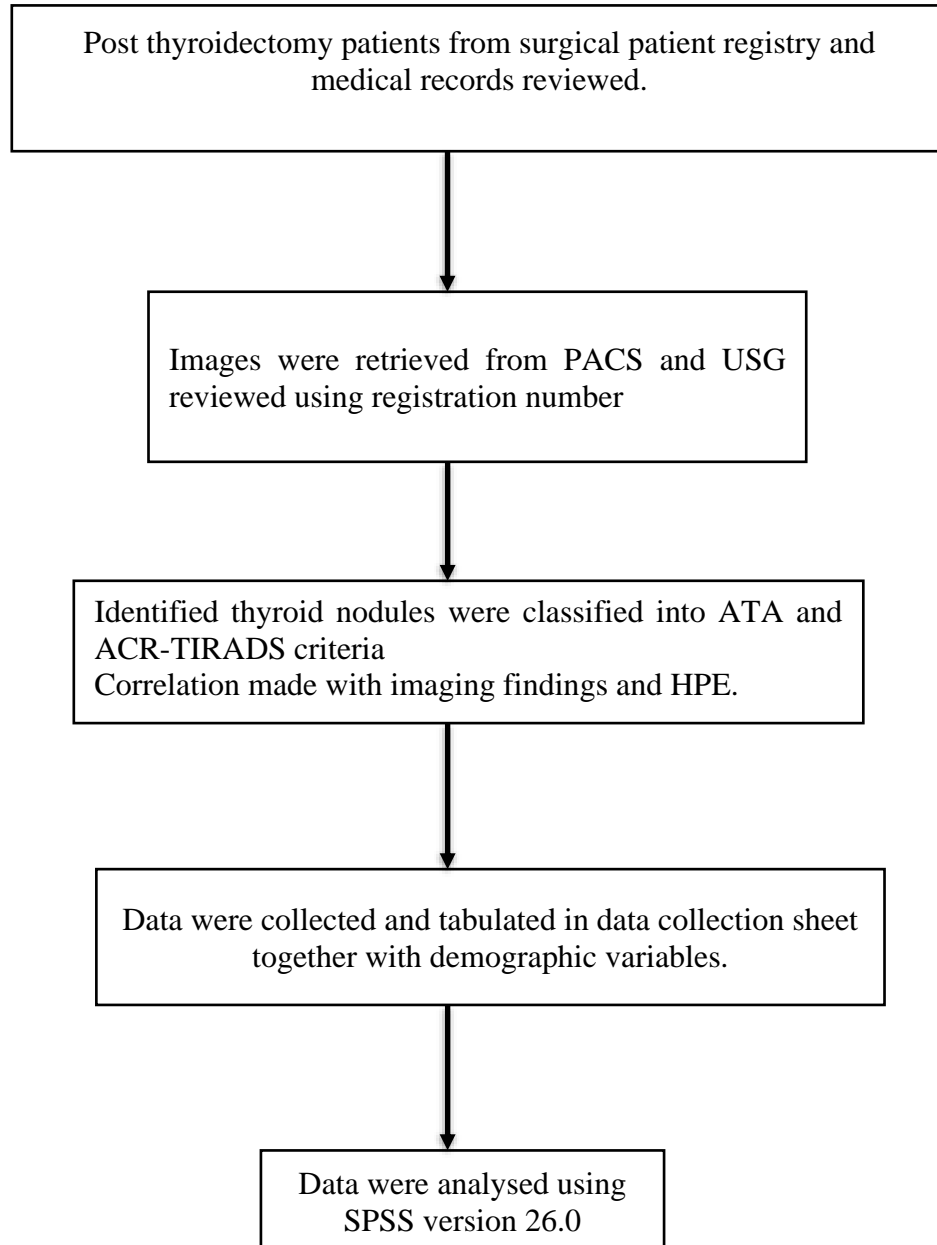 Post thyroidectomy patients from surgical patient registry and
medical records reviewed.
Images were retrieved from PACS and USG
reviewed using registration number
Identified thyroid nodules were classified into ATA and
ACR-TIRADS criteria
Correlation made with imaging findings and HPE.
Data were collected and tabulated in data collection sheet
together with demographic variables.
Data were analysed using
SPSS version 26.0